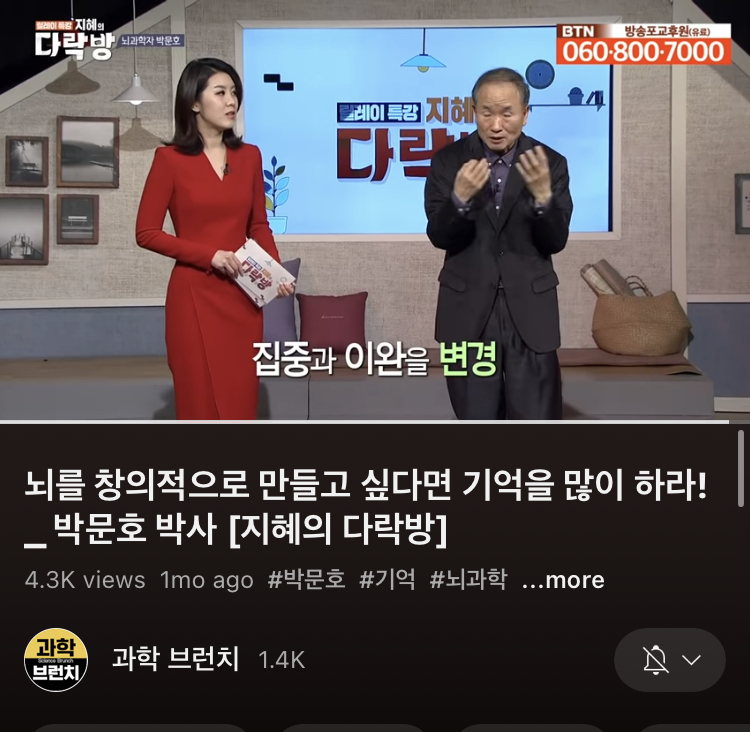 릴레이 특강 지혜의
다락방 뇌과학자 박문호
BTN 방송포교후원(유료)
060·800·7000
릴레이 특강 지혜
다락
다락방
집중과 이완을 변경
뇌를 창의적으로 만들고 싶다면 기억을 많이 하라!
_ 박문호 박사 [지혜의 다락방]
4.3K views 1mo ago #박문호 #기억 #뇌과학 ...more
과학
Science Brunch
브런치
과학 브런치 1.4K